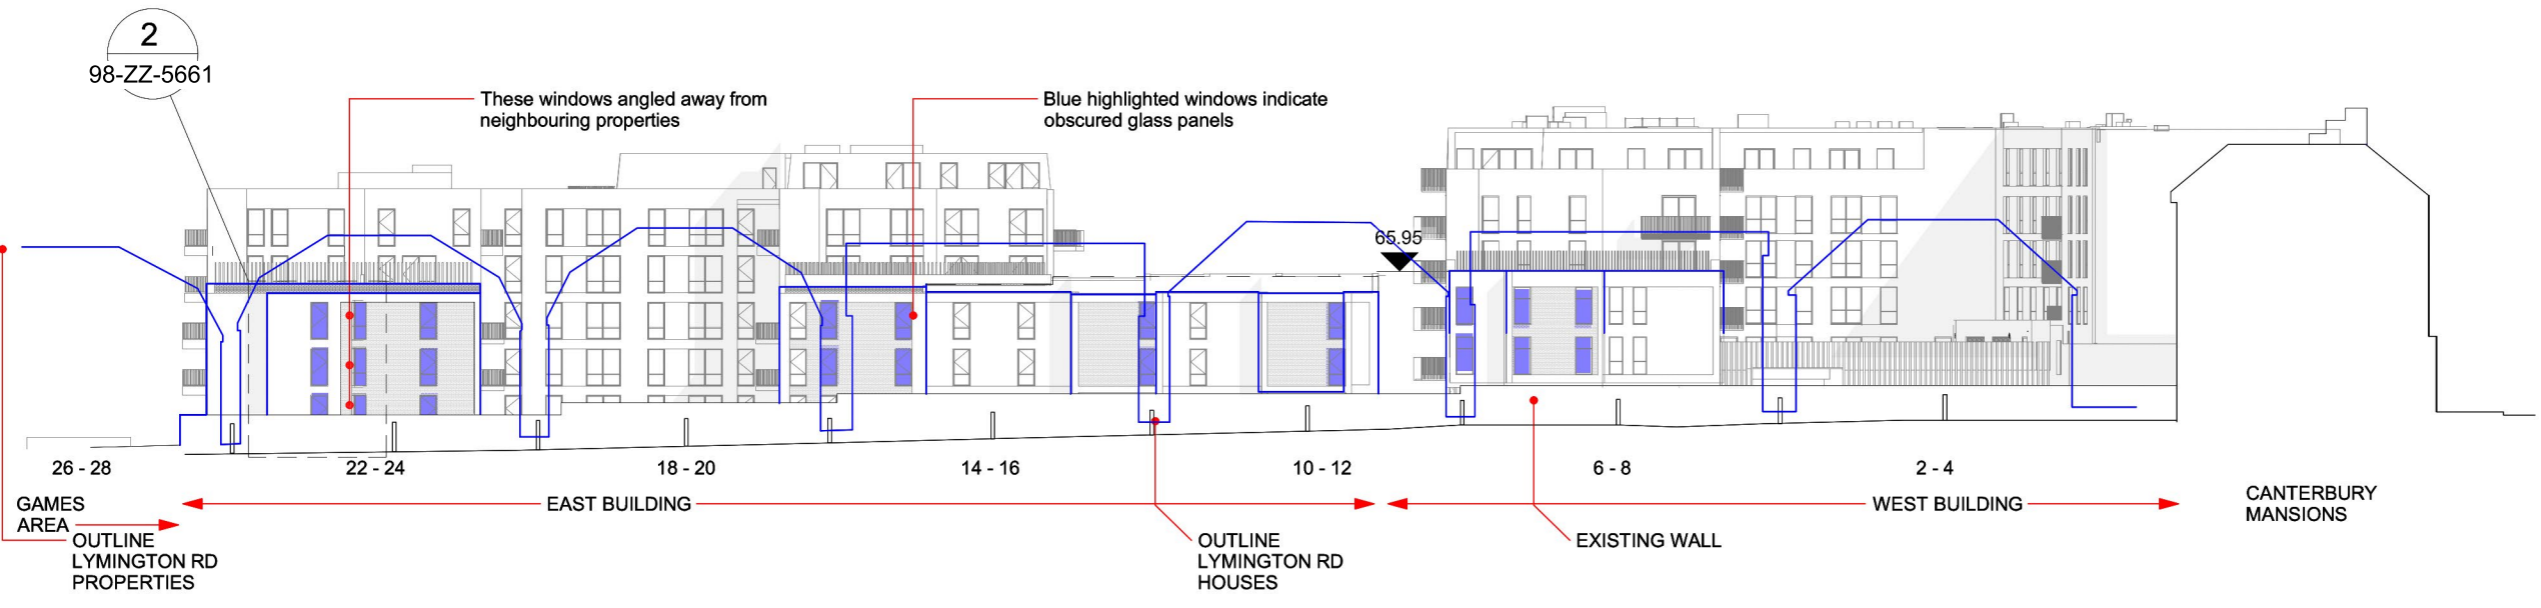 2
98-ZZ-5661
These windows angled away from
neighbouring properties
Blue highlighted windows indicate
obscured glass panels
65.95
26 - 28
22 - 24
18 - 20
14 - 16
10 - 12
6 - 8
2 - 4
GAMES
AREA
EAST BUILDING
WEST BUILDING
CANTERBURY
MANSIONS
OUTLINE
LYMINGTON RD
PROPERTIES
OUTLINE
LYMINGTON RD
HOUSES
EXISTING WALL